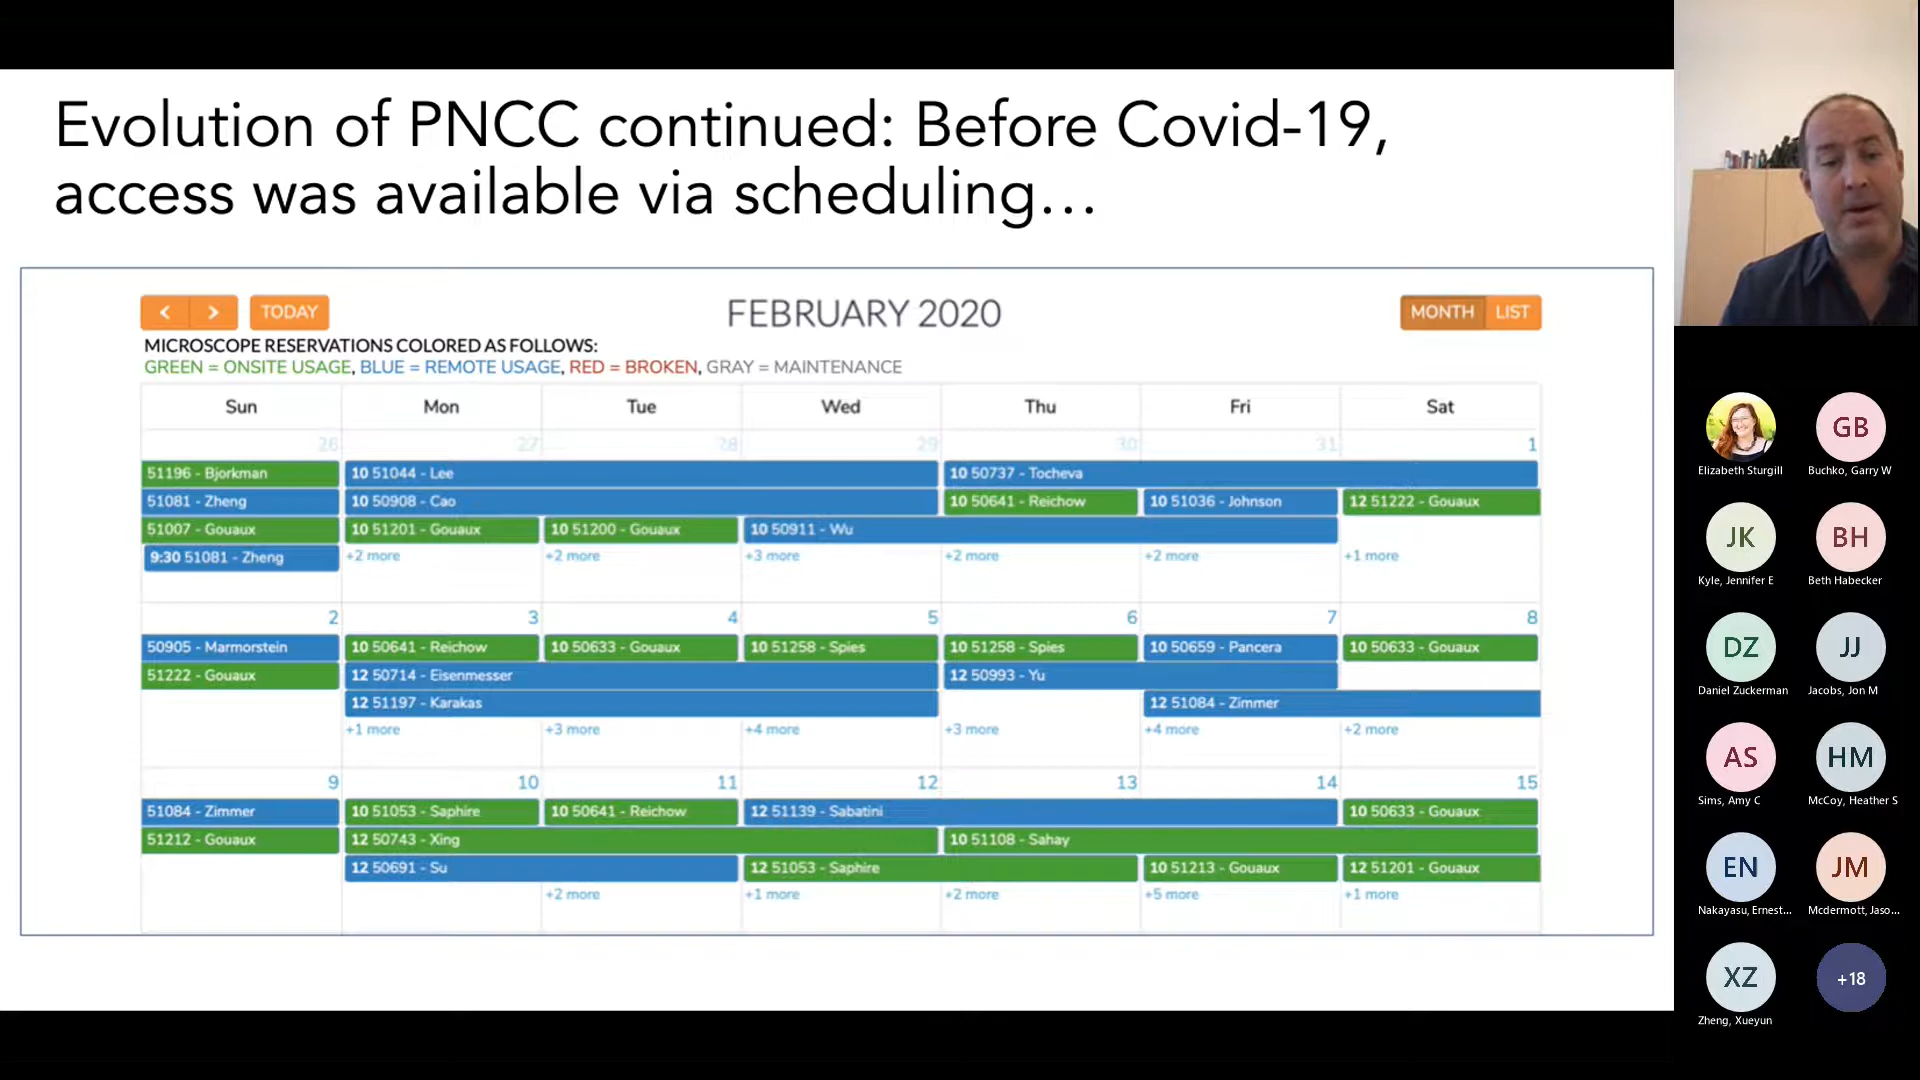 Evolution of PNCC continued: Before Covid-19,
access was available via scheduling...
TODAY
FEBRUARY 2020
MONTH LIST
MICROSCOPE RESERVATIONS COLORED AS FOLLOWS:
GREEN = ONSITE USAGE, BLUE = REMOTE USAGE, RED = BROKEN, GRAY = MAINTENANCE
Sun Mon Tue Wed Thu Fri Sat
26 27 28 29 30 31 1
51196 - Bjorkman 10 51044 - Lee 10 50737 - Tocheva
51081 - Zheng 10 50908 - Cao 10 50641 - Reichow 10 51036 - Johnson 12 51222 - Gouaux
51007 - Gouaux 10 51201 - Gouaux 10 51200 - Gouaux 10 50911 - Wu
9:30 51081 - Zheng +2 more +2 more +3 more +2 more +2 more +1 more
2 3 4 5 6 7 8
50905 - Marmorstein 10 50641 - Reichow 10 50633 - Gouaux 10 51258 - Spies 10 51258 - Spies 10 50659 - Pancera 10 50633 - Gouaux
51222 - Gouaux 12 50714 - Eisenmesser 12 50993 - Yu
12 51197 - Karakas 12 51084 - Zimmer
+1 more +3 more +4 more +3 more +4 more +2 more
9 10 11 12 13 14 15
51084 - Zimmer 10 51053 - Saphire 10 50641 - Reichow 12 51139 - Sabatini 10 50633 - Gouaux
51212 - Gouaux 12 50743 - Xing 10 51108 - Sahay
12 50691 - Su 12 51053 - Saphire 10 51213 - Gouaux 12 51201 - Gouaux
+2 more +1 more +2 more +5 more +1 more
GB
Elizabeth Sturgill Buchko, Garry W
JK BH
Kyle, Jennifer E Beth Habecker
DZ JJ
Daniel Zuckerman Jacobs, Jon M
AS HM
Sims, Amy C McCoy, Heather S
EN JM
Nakayasu, Ernest... Mcdermott, Jaso...
XZ +18
Zheng, Xueyun